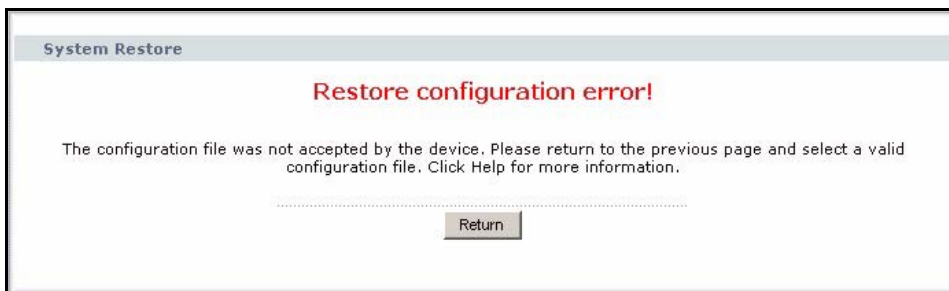 System Restore
Restore configuration error!
The configuration file was not accepted by the device. Please return to the previous page and select a valid
configuration file. Click Help for more information.
Return